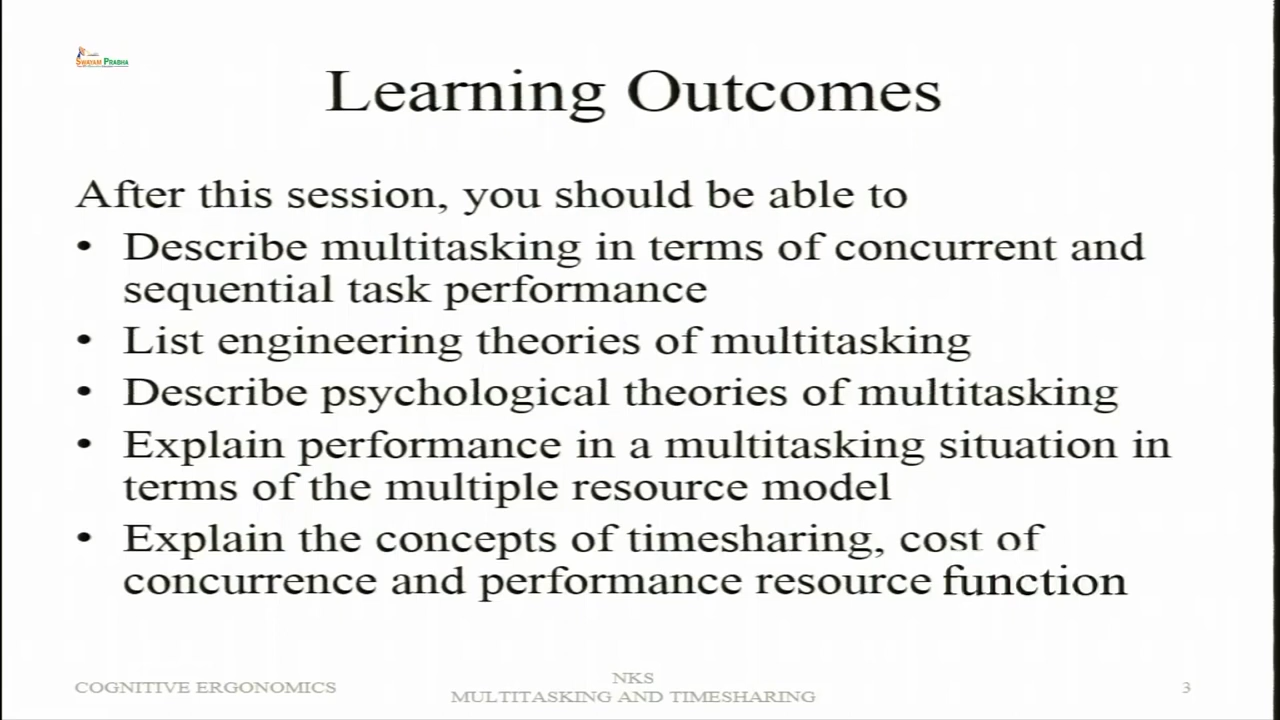 SWAYAM PRABHA
Learning Outcomes
After this session, you should be able to
• Describe multitasking in terms of concurrent and
sequential task performance
• List engineering theories of multitasking
• Describe psychological theories of multitasking
• Explain performance in a multitasking situation in
terms of the multiple resource model
• Explain the concepts of timesharing, cost of
concurrence and performance resource function
COGNITIVE ERGONOMICS
NKS
MULTITASKING AND TIMESHARING
3